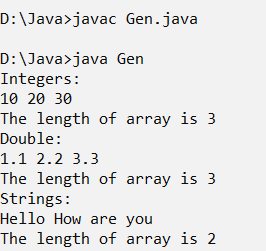 D:\Java>javac Gen.java
D:\Java>java Gen
Integers:
10 20 30
The length of array is 3
Double:
1.1 2.2 3.3
The length of array is 3
Strings:
Hello How are you
The length of array is 2